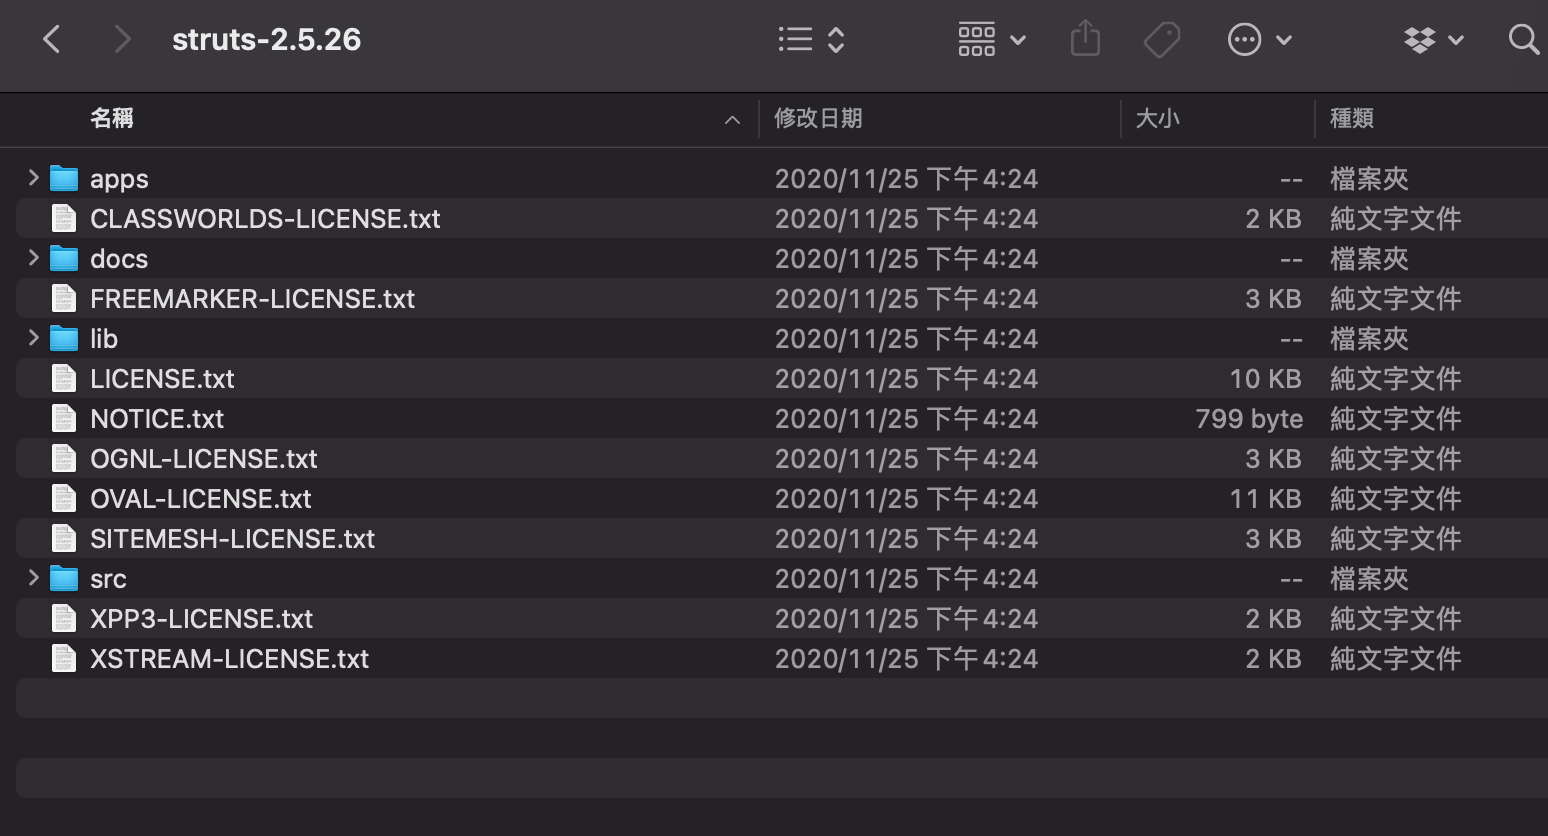 struts-2.5.26
名稱 修改日期 大小 種類
apps 2020/11/25 下午4:24 -- 檔案夾
CLASSWORLDS-LICENSE.txt 2020/11/25 下午4:24 2 KB 純文字文件
docs 2020/11/25 下午4:24 -- 檔案夾
FREEMARKER-LICENSE.txt 2020/11/25 下午4:24 3 KB 純文字文件
lib 2020/11/25 下午4:24 -- 檔案夾
LICENSE.txt 2020/11/25 下午4:24 10 KB 純文字文件
NOTICE.txt 2020/11/25 下午4:24 799 byte 純文字文件
OGNL-LICENSE.txt 2020/11/25 下午4:24 3 KB 純文字文件
OVAL-LICENSE.txt 2020/11/25 下午4:24 11 KB 純文字文件
SITEMESH-LICENSE.txt 2020/11/25 下午4:24 3 KB 純文字文件
src 2020/11/25 下午4:24 -- 檔案夾
XPP3-LICENSE.txt 2020/11/25 下午4:24 2 KB 純文字文件
XSTREAM-LICENSE.txt 2020/11/25 下午4:24 2 KB 純文字文件